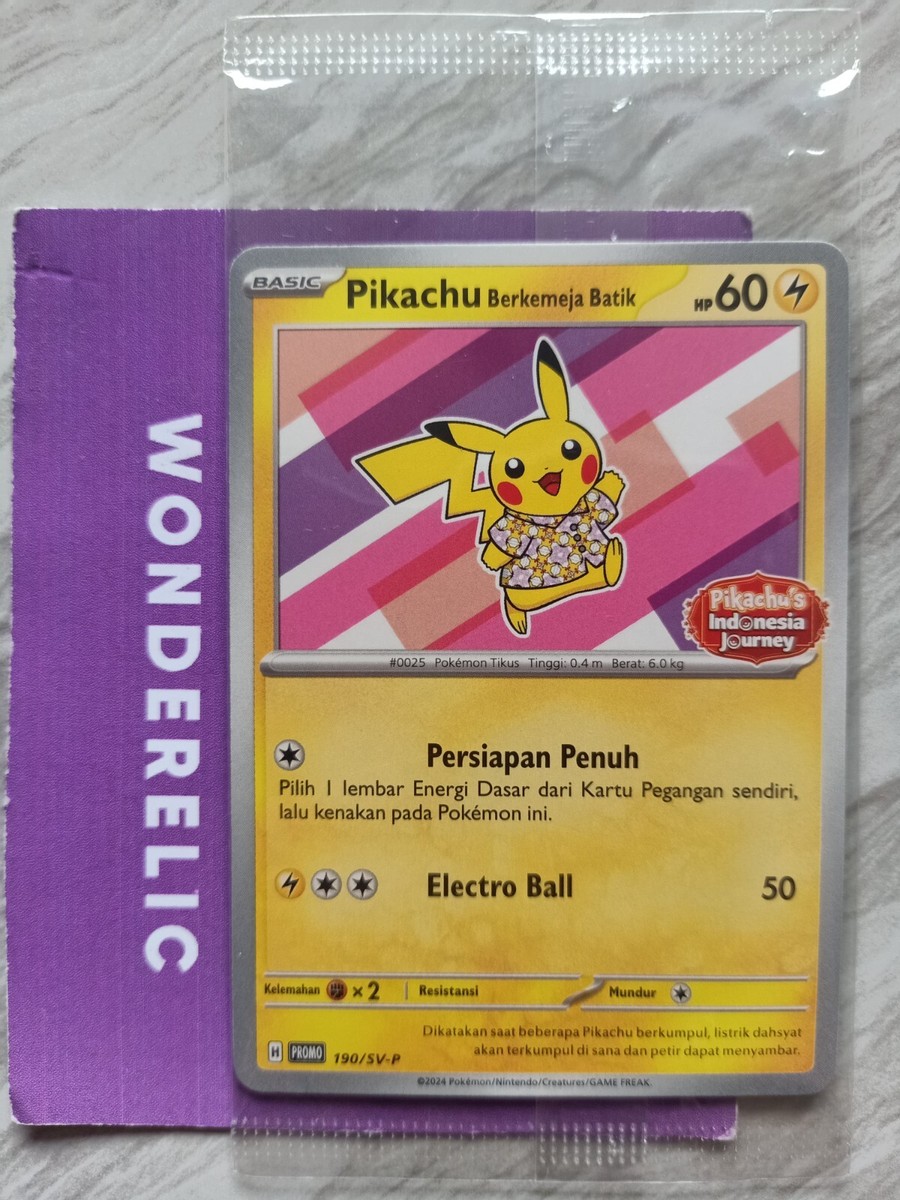 WONDERELIC
BASIC
Pikachu Berkemeja Batik
HP 60
Pikachu's
Indonesia
Journey
#0025 Pokémon Tikus Tinggi: 0.4 m Berat: 6.0 kg
Persiapan Penuh
Pilih 1 lembar Energi Dasar dari Kartu Pegangan sendiri,
lalu kenakan pada Pokémon ini.
Electro Ball 50
Kelemahan ×2 Resistansi Mundur
Dikatakan saat beberapa Pikachu berkumpul, listrik dahsyat
akan terkumpul di sana dan petir dapat menyambar.
H PROMO 190/SV-P
©2024 Pokémon/Nintendo/Creatures/GAME FREAK.